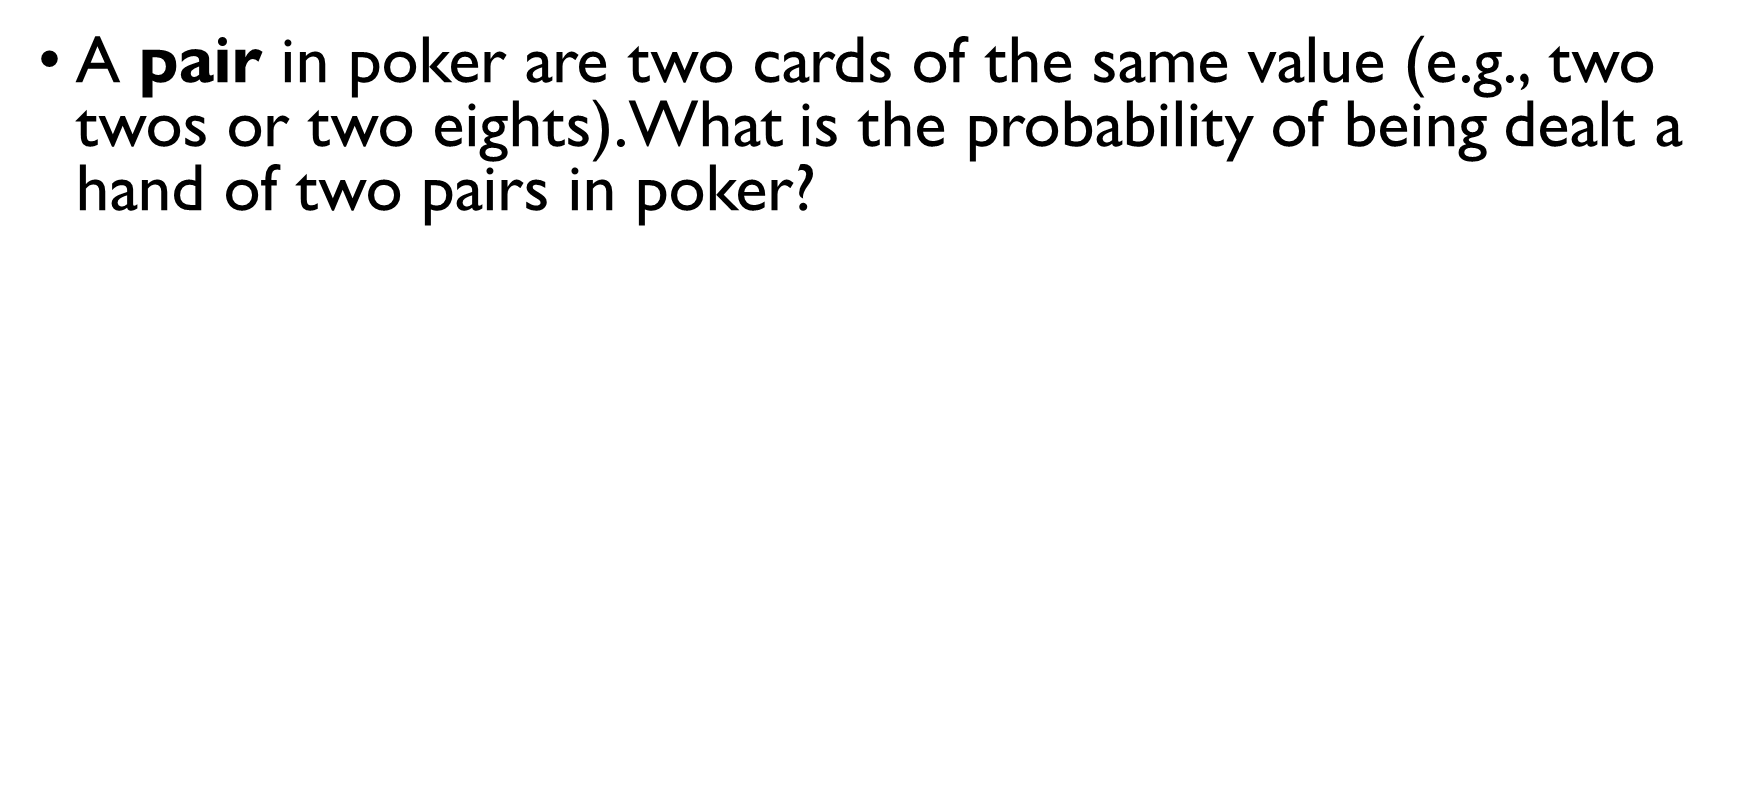 • A pair in poker are two cards of the same value (e.g., two
twos or two eights). What is the probability of being dealt a
hand of two pairs in poker?